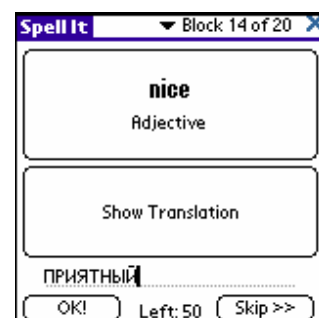 Spell It Block 14 of 20 X
nice
Adjective
Show Translation
приятный
OK! Left: 50 Skip >>